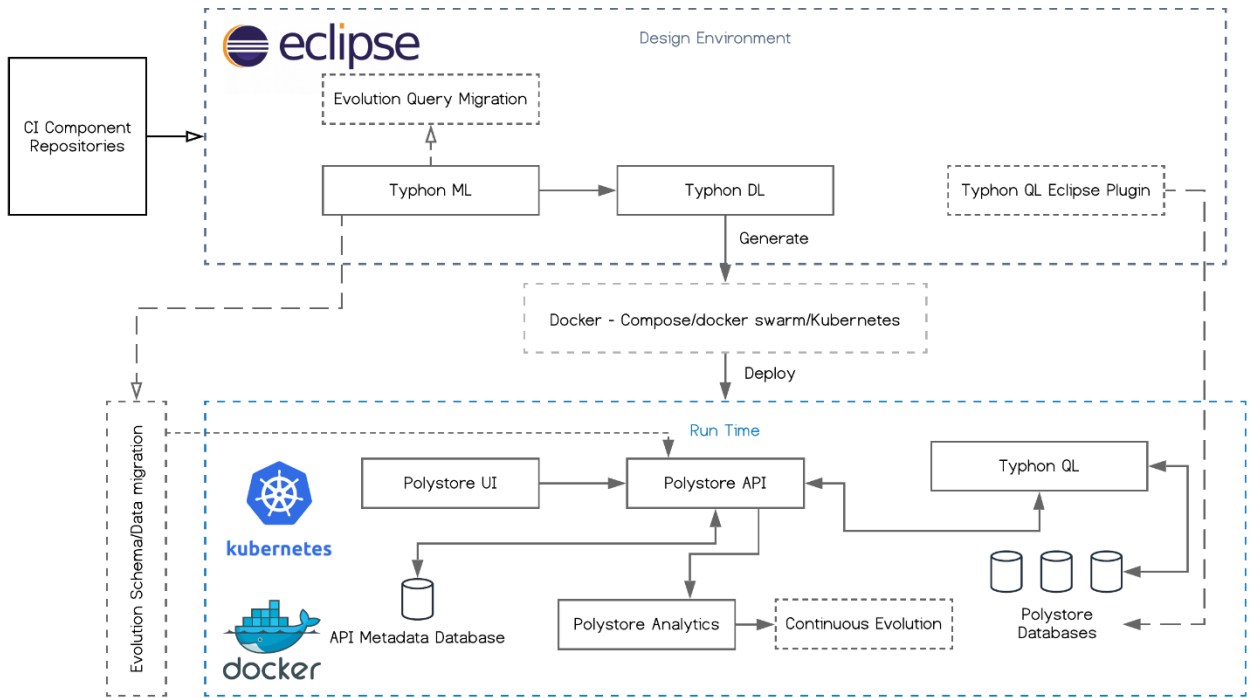 eclipse
Design Environment
CI Component
Repositories
Evolution Query Migration
Typhon ML
Typhon DL
Typhon QL Eclipse Plugin
Generate
Docker - Compose/docker swarm/Kubernetes
Deploy
Evolution Schema/Data migration
Run Time
kubernetes
Polystore UI
Polystore API
Typhon QL
API Metadata Database
Polystore Analytics
Continuous Evolution
Polystore
Databases
docker